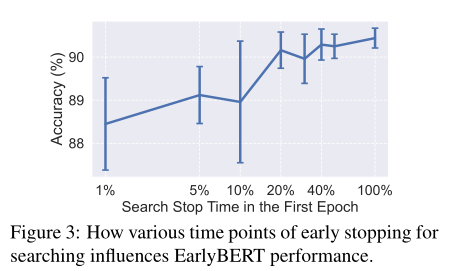 90
89
88
Accuracy (%)
1% 5% 10% 20% 40% 100%
Search Stop Time in the First Epoch
Figure 3: How various time points of early stopping for
searching influences EarlyBERT performance.